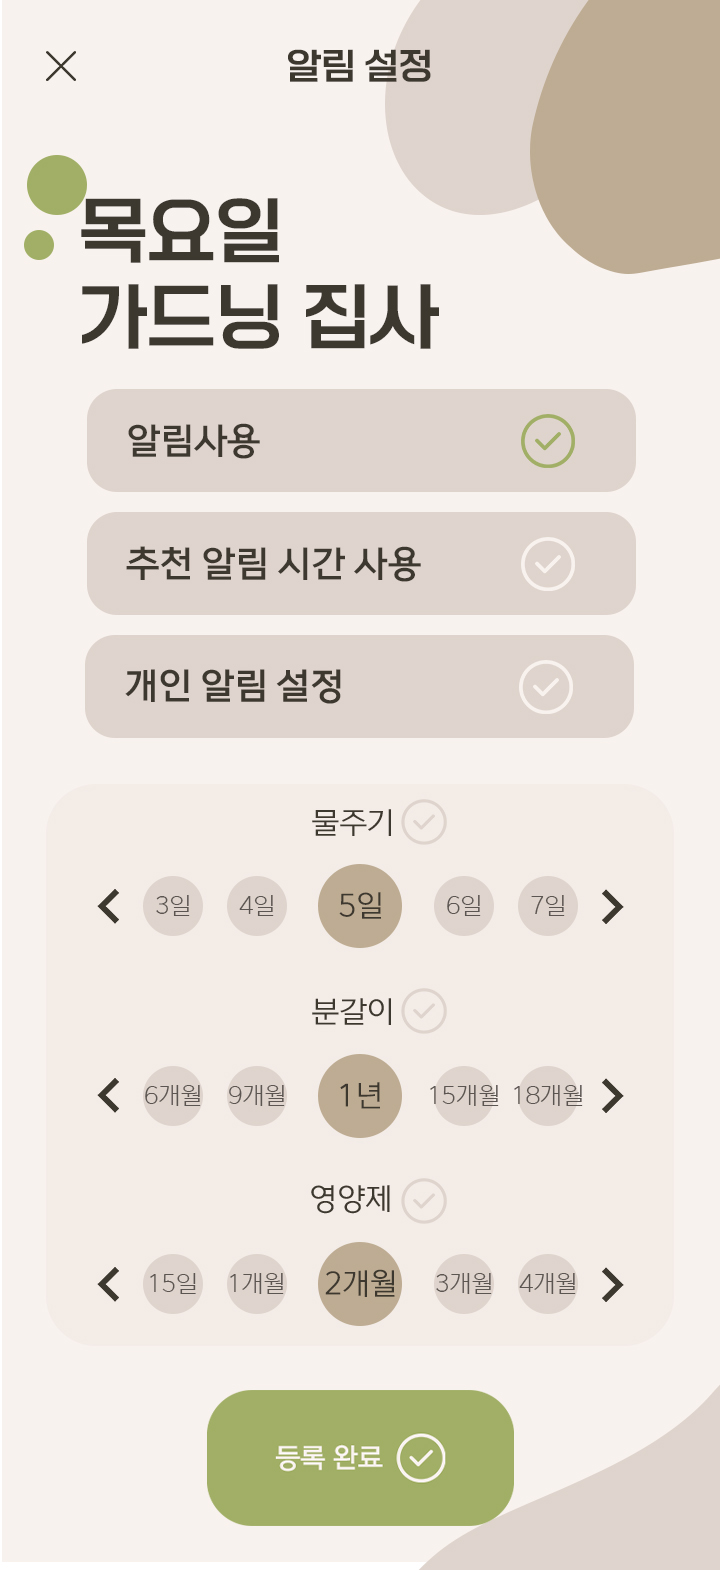 알림 설정
목요일
가드닝 집사
알림사용
추천 알림 시간 사용
개인 알림 설정
물주기
3일 4일 5일 6일 7일
분갈이
6개월 9개월 1년 15개월 18개월
영양제
15일 1개월 2개월 3개월 4개월
등록 완료